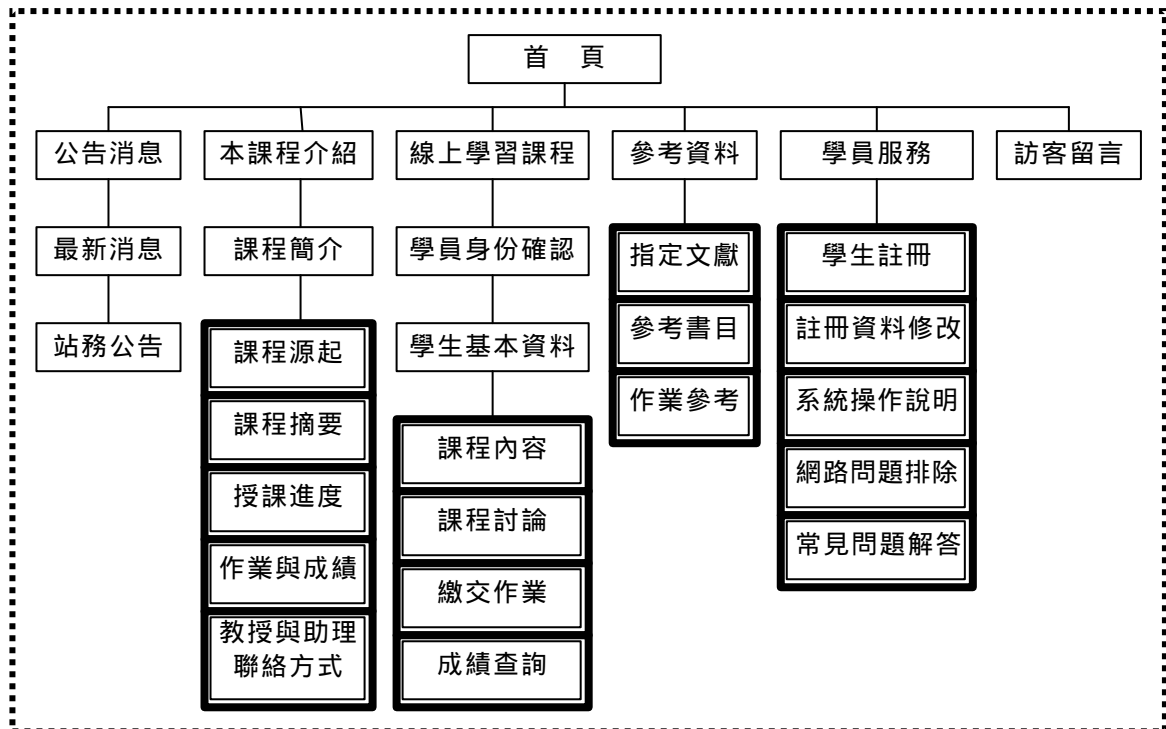 首 頁
公告消息
本課程介紹
線上學習課程
參考資料
學員服務
訪客留言
最新消息
課程簡介
學員身份確認
指定文獻
學生註冊
站務公告
課程源起
學生基本資料
參考書目
註冊資料修改
課程摘要
作業參考
系統操作說明
課程內容
授課進度
網路問題排除
課程討論
常見問題解答
作業與成績
繳交作業
教授與助理
聯絡方式
成績查詢